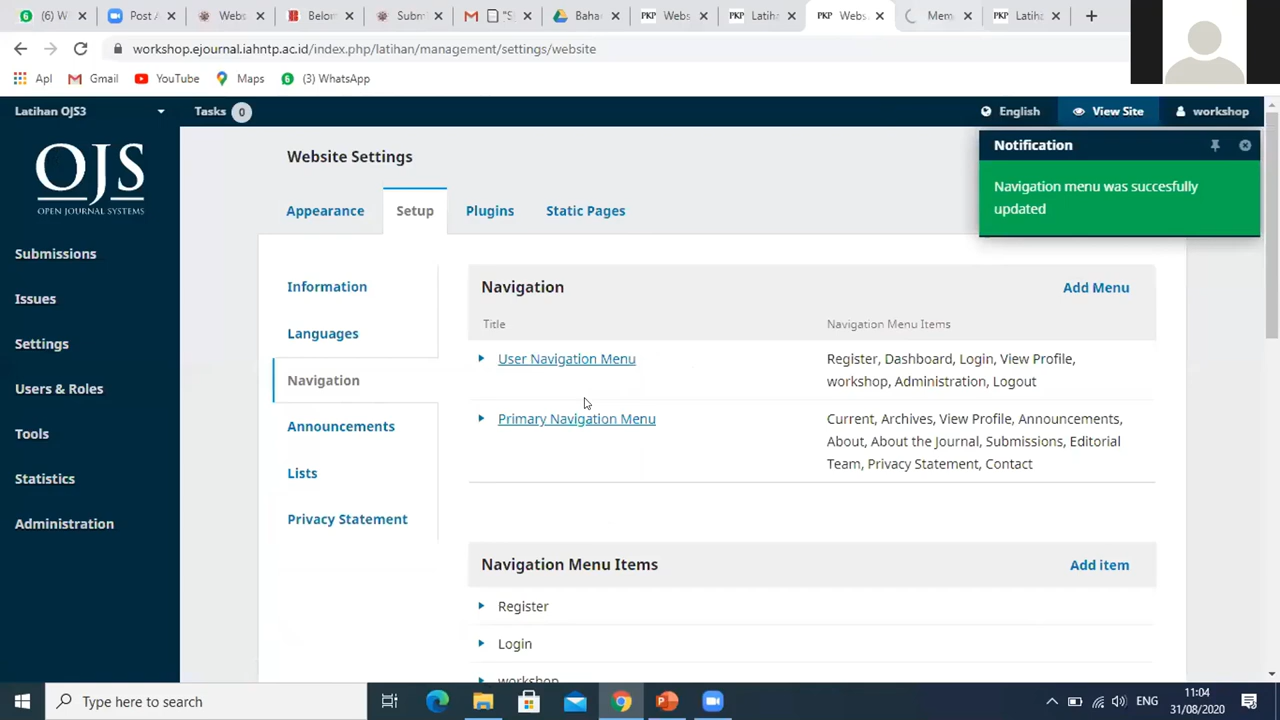 (6) W
Post A
Webs
Belom
Subm
"S
Baha
PKP Webs
PKP Latih
PKP Webs
Mem
PKP Latih
workshop.ejournal.iahntp.ac.id/index.php/latihan/management/settings/website
Apl Gmail YouTube Maps (3) WhatsApp
Latihan OJS3 Tasks 0 English View Site workshop
OJS
OPEN JOURNAL SYSTEMS
Submissions
Issues
Settings
Users & Roles
Tools
Statistics
Administration
Website Settings
Notification
Navigation menu was succesfully
updated
Appearance Setup Plugins Static Pages
Information
Languages
Navigation
Announcements
Lists
Privacy Statement
Navigation Add Menu
Title Navigation Menu Items
User Navigation Menu Register, Dashboard, Login, View Profile,
workshop, Administration, Logout
Primary Navigation Menu Current, Archives, View Profile, Announcements,
About, About the Journal, Submissions, Editorial
Team, Privacy Statement, Contact
Navigation Menu Items Add item
Register
Login
workshop
Type here to search
ENG
11:04
31/08/2020